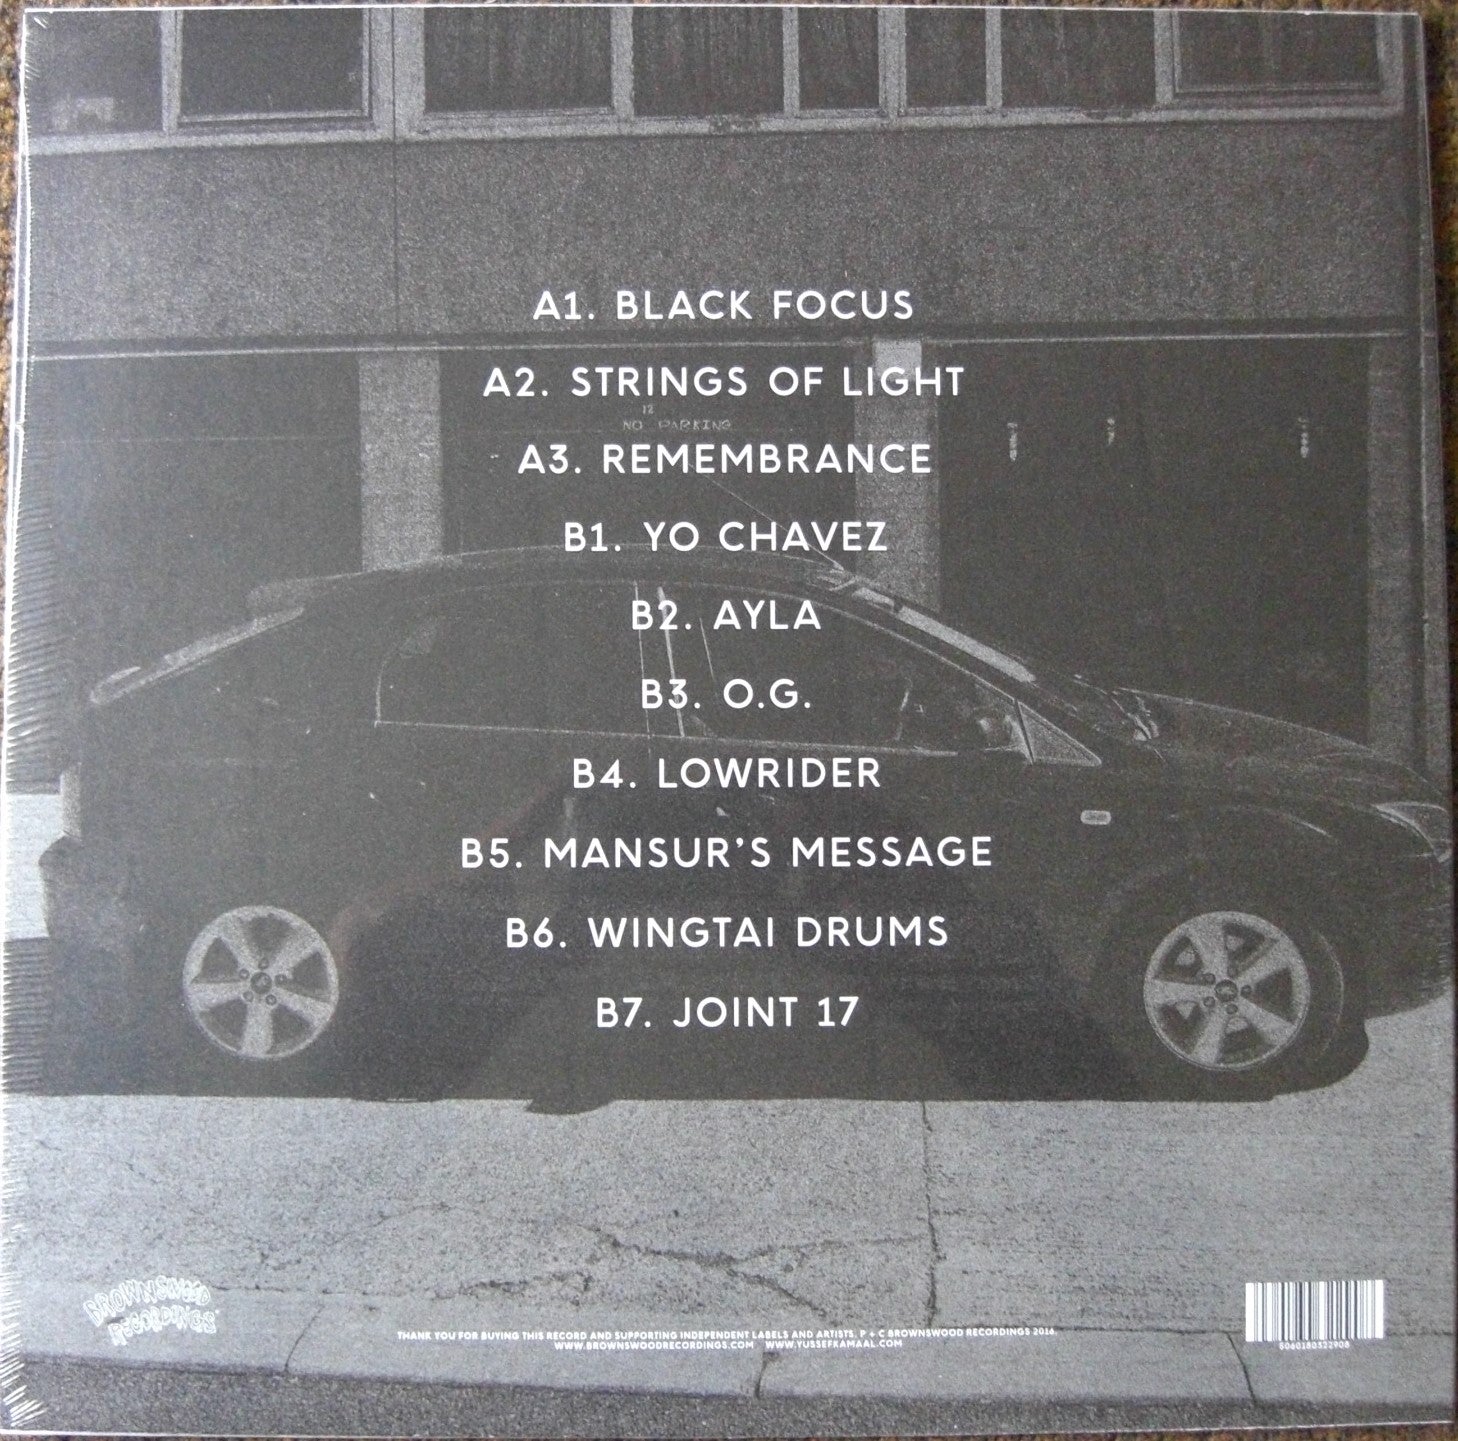 A1. BLACK FOCUS
A2. STRINGS OF LIGHT
12
NO PARKING
A3. REMEMBRANCE
B1. YO CHAVEZ
B2. AYLA
B3. O.G.
B4. LOWRIDER
B5. MANSUR'S MESSAGE
B6. WINGTAI DRUMS
B7. JOINT 17
BROWNSWOOD
RECORDINGS
THANK YOU FOR BUYING THIS RECORD AND SUPPORTING INDEPENDENT LABELS AND ARTISTS. P + C BROWNSWOOD RECORDINGS 2016.
WWW.BROWNSWOODRECORDINGS.COM WWW.YUSSEFKAMAAL.COM
5060180322908